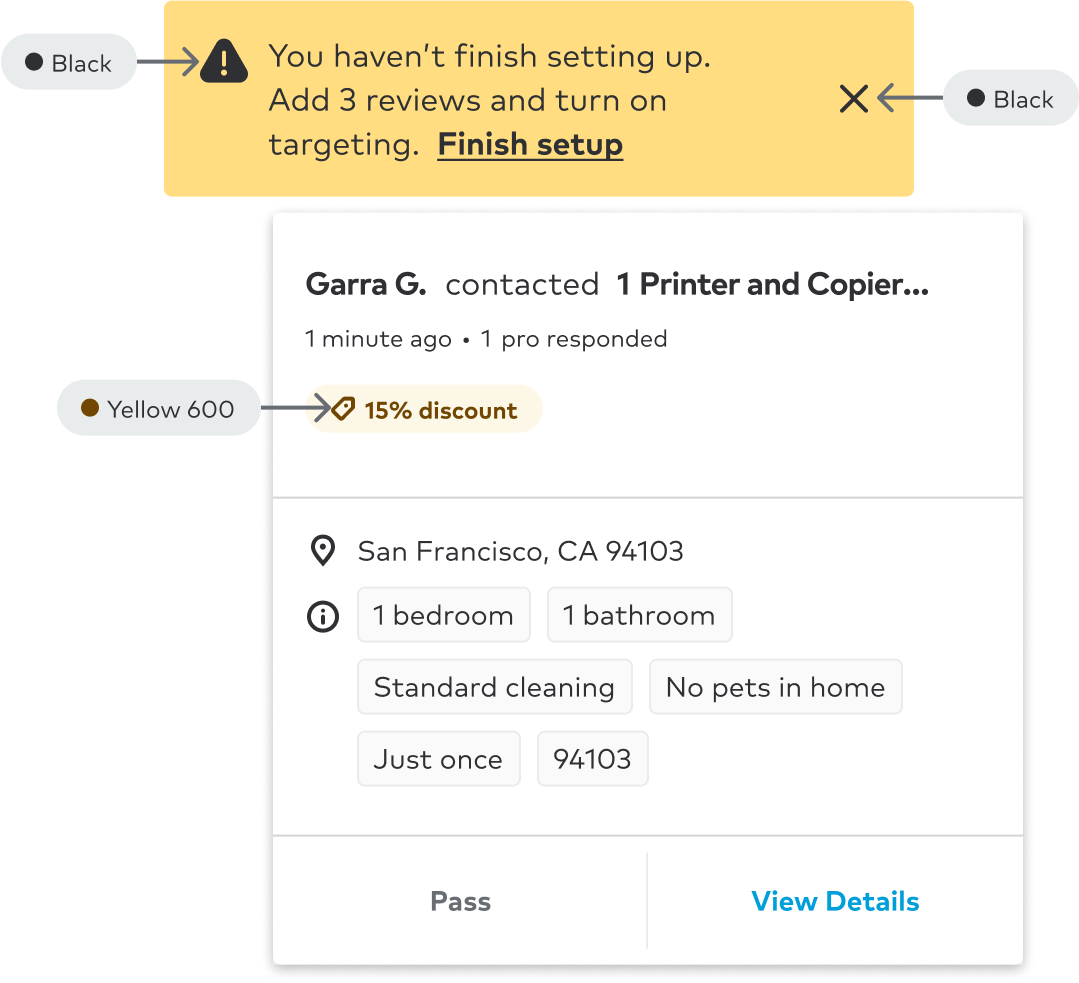 Black
You haven’t finish setting up.
Add 3 reviews and turn on
targeting. Finish setup
Black
Garra G. contacted 1 Printer and Copier...
1 minute ago • 1 pro responded
Yellow 600
15% discount
San Francisco, CA 94103
1 bedroom 1 bathroom
Standard cleaning No pets in home
Just once 94103
Pass View Details